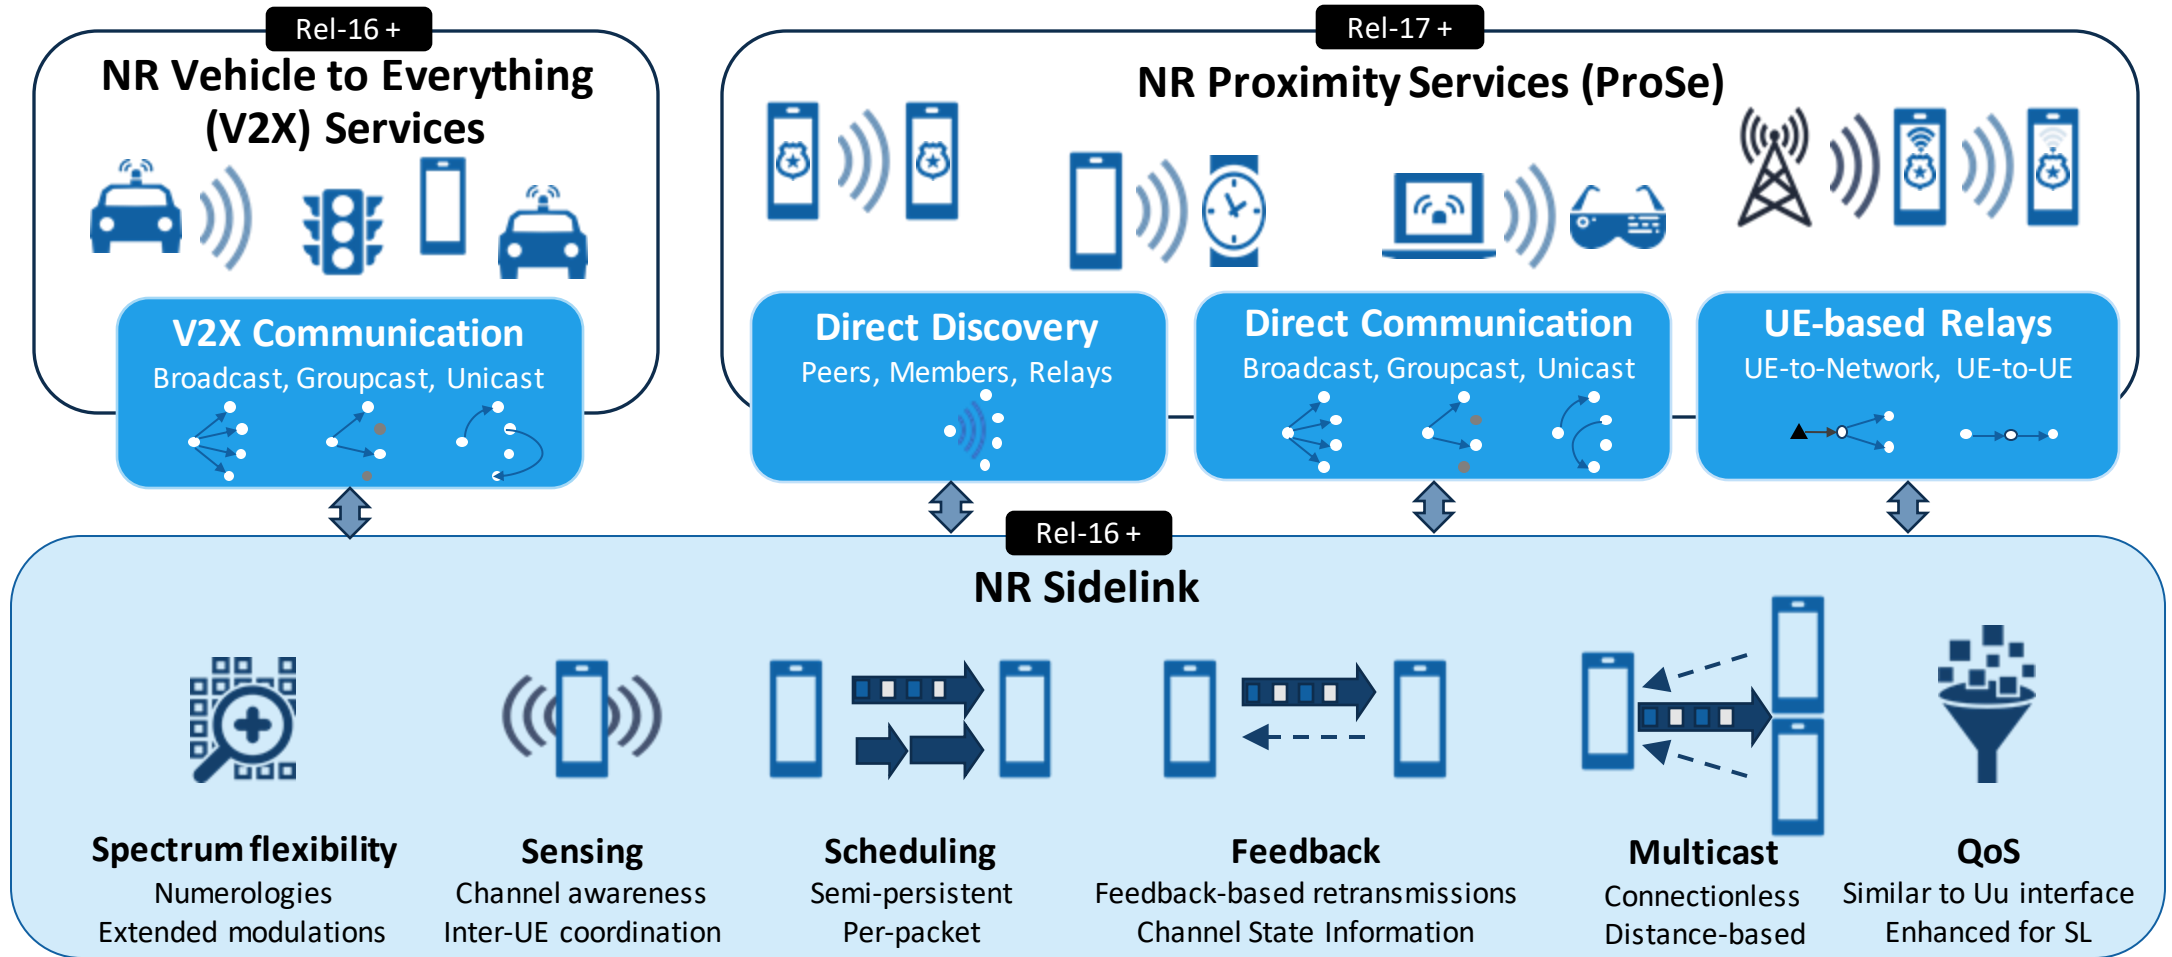 Rel-16 +
NR Vehicle to Everything
(V2X) Services
V2X Communication
Broadcast, Groupcast, Unicast
Rel-17 +
NR Proximity Services (ProSe)
Direct Discovery
Peers, Members, Relays
Direct Communication
Broadcast, Groupcast, Unicast
UE-based Relays
UE-to-Network, UE-to-UE
Rel-16 +
NR Sidelink
Spectrum flexibility
Numerologies
Extended modulations
Sensing
Channel awareness
Inter-UE coordination
Scheduling
Semi-persistent
Per-packet
Feedback
Feedback-based retransmissions
Channel State Information
Multicast
Connectionless
Distance-based
QoS
Similar to Uu interface
Enhanced for SL